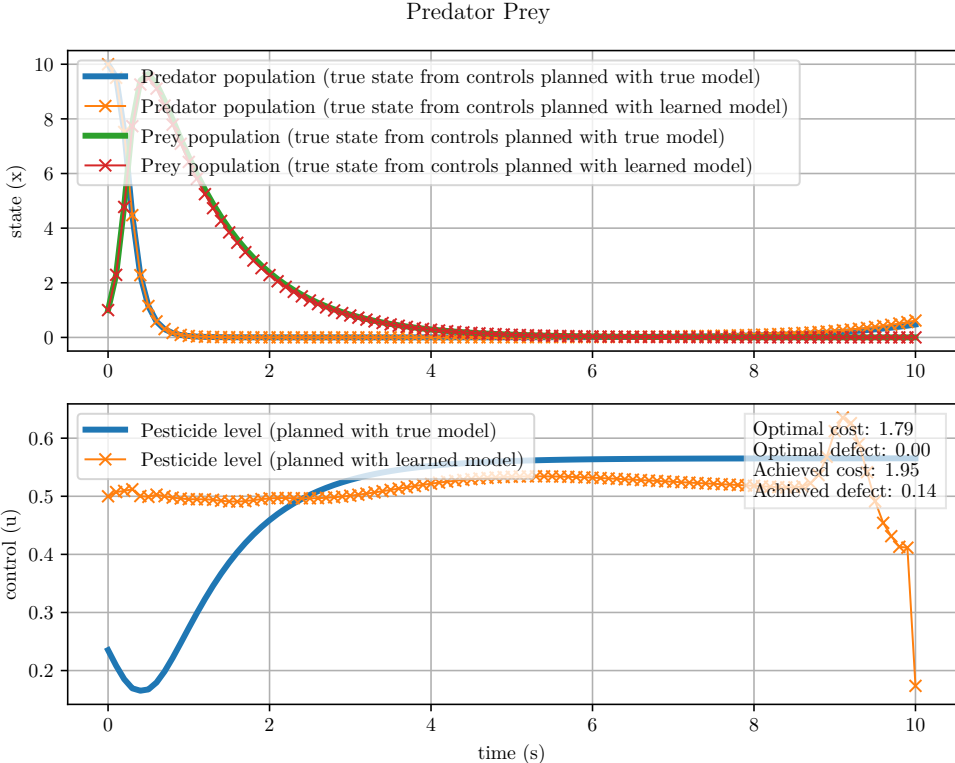 Predator Prey
state (x)
10
8
6
4
2
0
Predator population (true state from controls planned with true model)
Predator population (true state from controls planned with learned model)
Prey population (true state from controls planned with true model)
Prey population (true state from controls planned with learned model)
0 2 4 6 8 10
control (u)
0.6
0.5
0.4
0.3
0.2
Pesticide level (planned with true model)
Pesticide level (planned with learned model)
Optimal cost: 1.79
Optimal defect: 0.00
Achieved cost: 1.95
Achieved defect: 0.14
0 2 4 6 8 10
time (s)